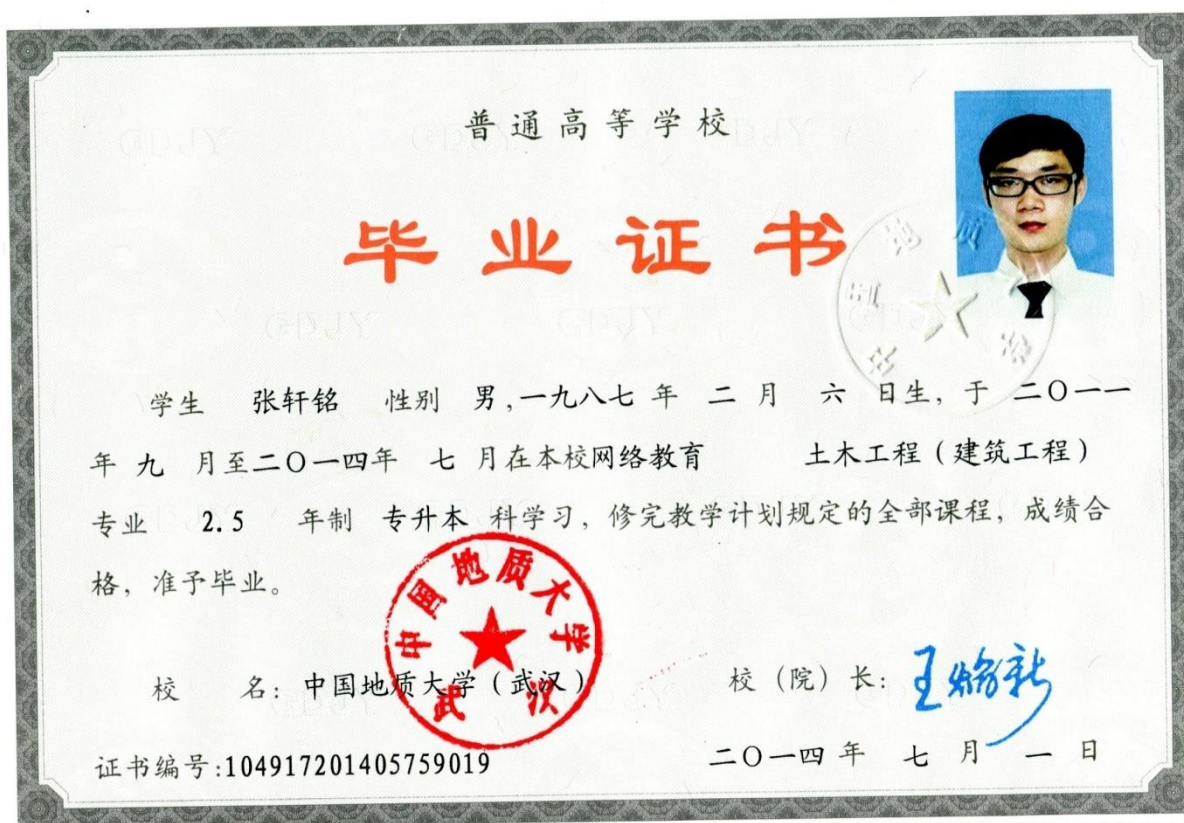 普通高等学校
毕业证书
学生 张轩铭 性别 男,一九八七 年 二 月 六 日生, 于 二〇一一
年 九 月至二〇一四年 七 月在本校网络教育 土木工程(建筑工程)
专业 2.5 年制 专升本 科学习, 修完教学计划规定的全部课程, 成绩合
格, 准予毕业。
中国地质大学
武汉
校 名: 中国地质大学(武汉)
校(院)长:
证书编号:104917201405759019
二〇一四 年 七 月 一 日